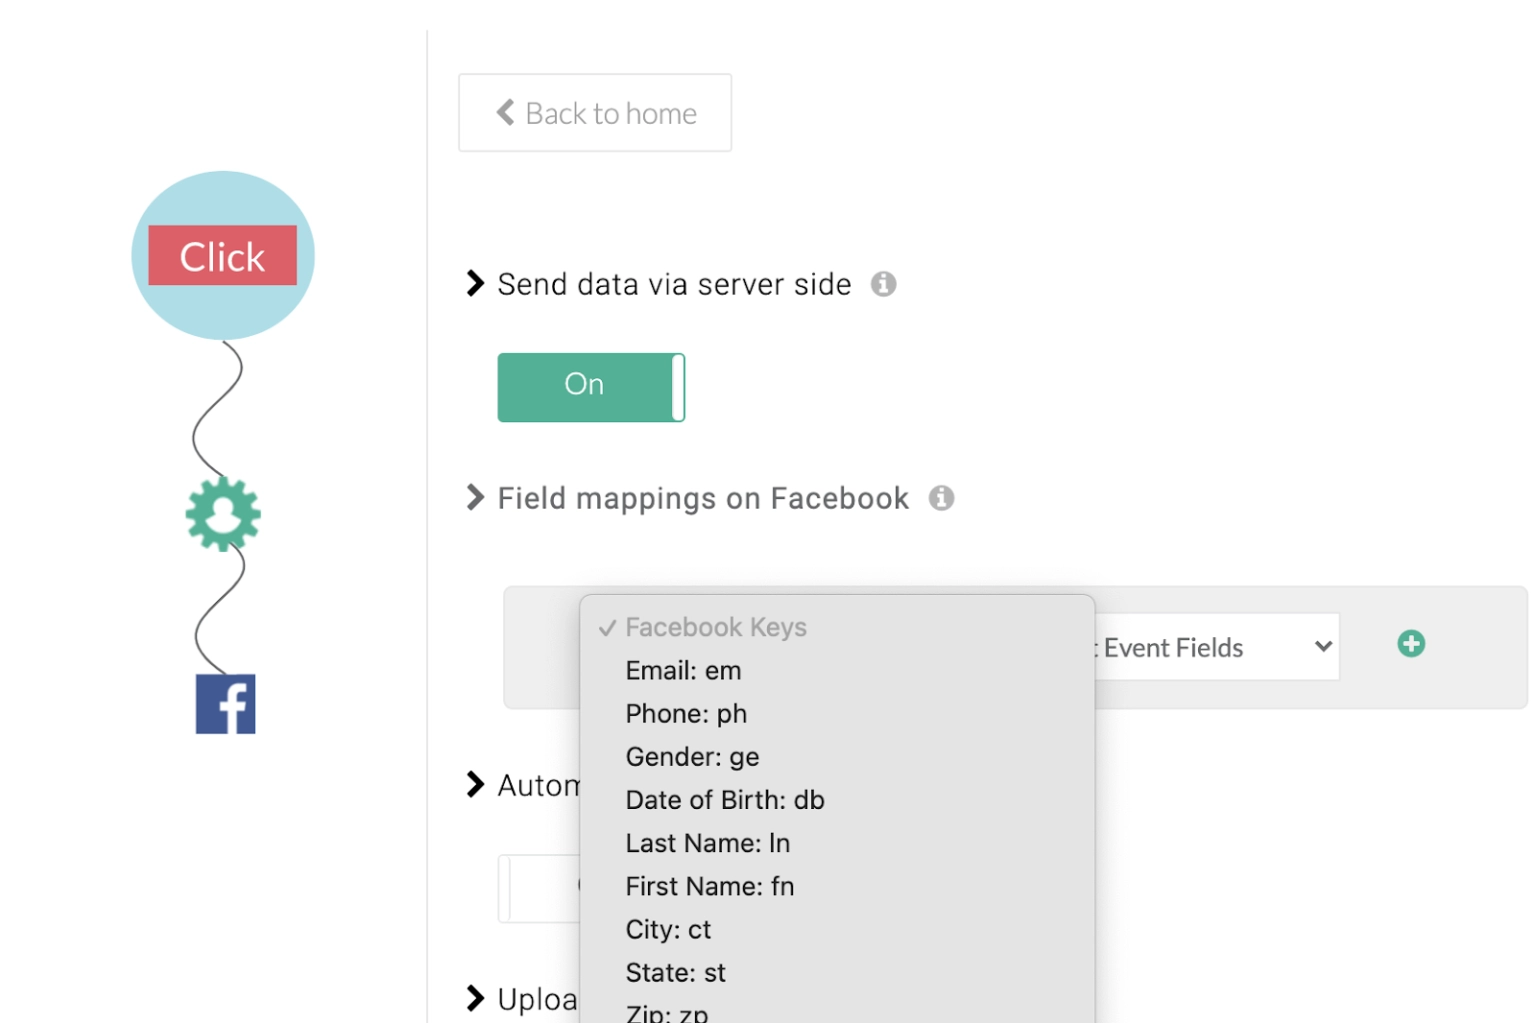 Back to home
Click
Send data via server side
On
Field mappings on Facebook
Facebook Keys
Event Fields
Email: em
Phone: ph
Gender: ge
Autom
Date of Birth: db
Last Name: ln
First Name: fn
City: ct
State: st
Uploa
Zip: zp